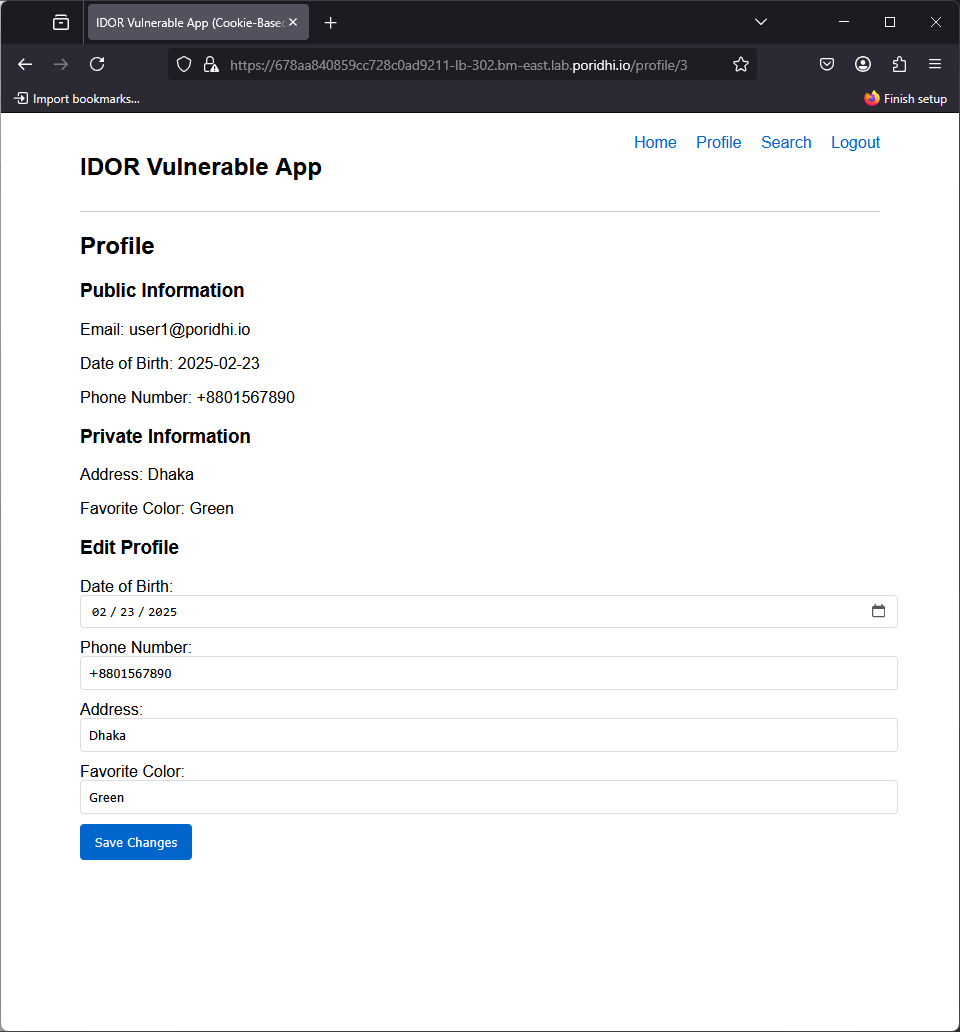 IDOR Vulnerable App (Cookie-Based
https://678aa840859cc728c0ad9211-lb-302.bm-east.lab.poridhi.io/profile/3
Import bookmarks...
Finish setup
Home Profile Search Logout
IDOR Vulnerable App
Profile
Public Information
Email: user1@poridhi.io
Date of Birth: 2025-02-23
Phone Number: +8801567890
Private Information
Address: Dhaka
Favorite Color: Green
Edit Profile
Date of Birth:
02 / 23 / 2025
Phone Number:
+8801567890
Address:
Dhaka
Favorite Color:
Green
Save Changes